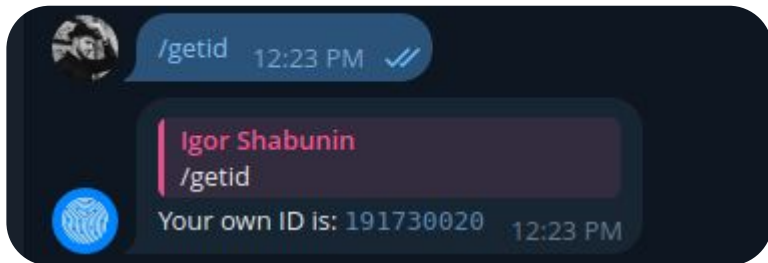 /getid 12:23 PM
Igor Shabunin
/getid
Your own ID is: 191730020 12:23 PM